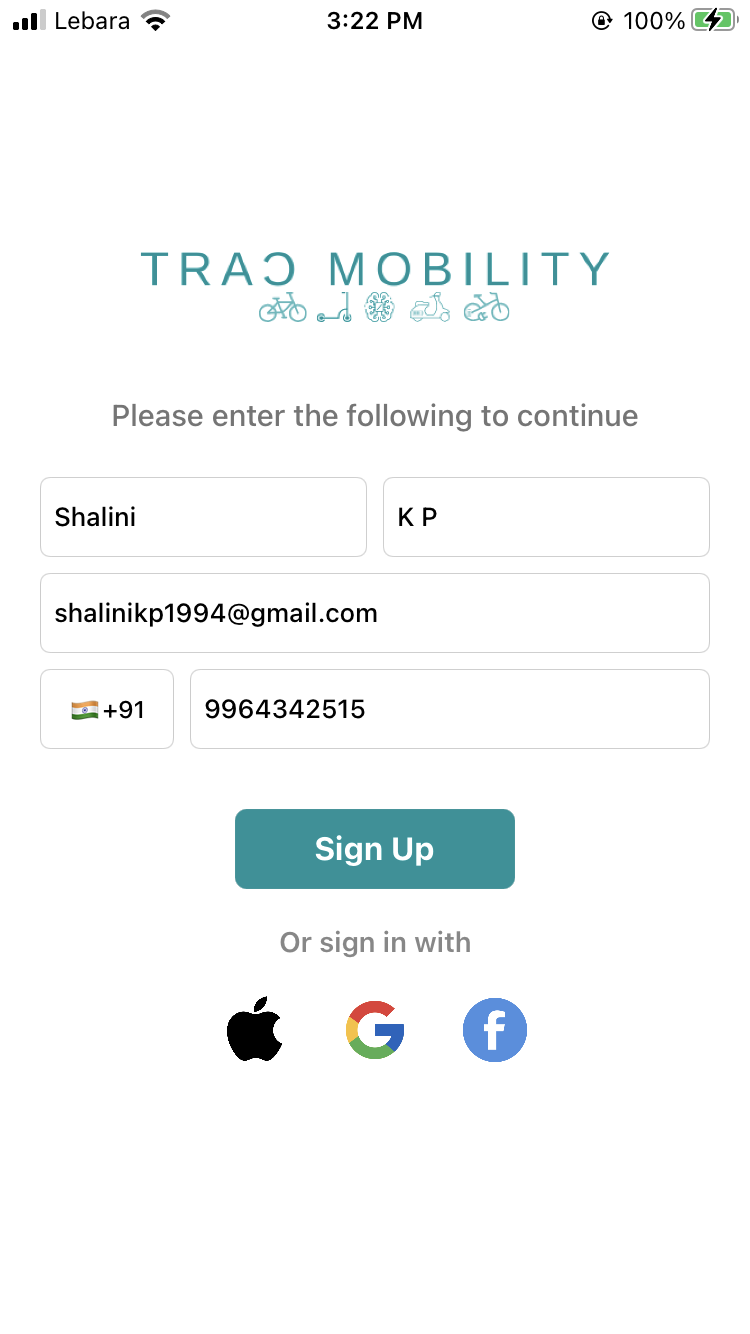 Lebara 3:22 PM 100%
TRAC MOBILITY
Please enter the following to continue
Shalini K P
shalinikp1994@gmail.com
+91 9964342515
Sign Up
Or sign in with